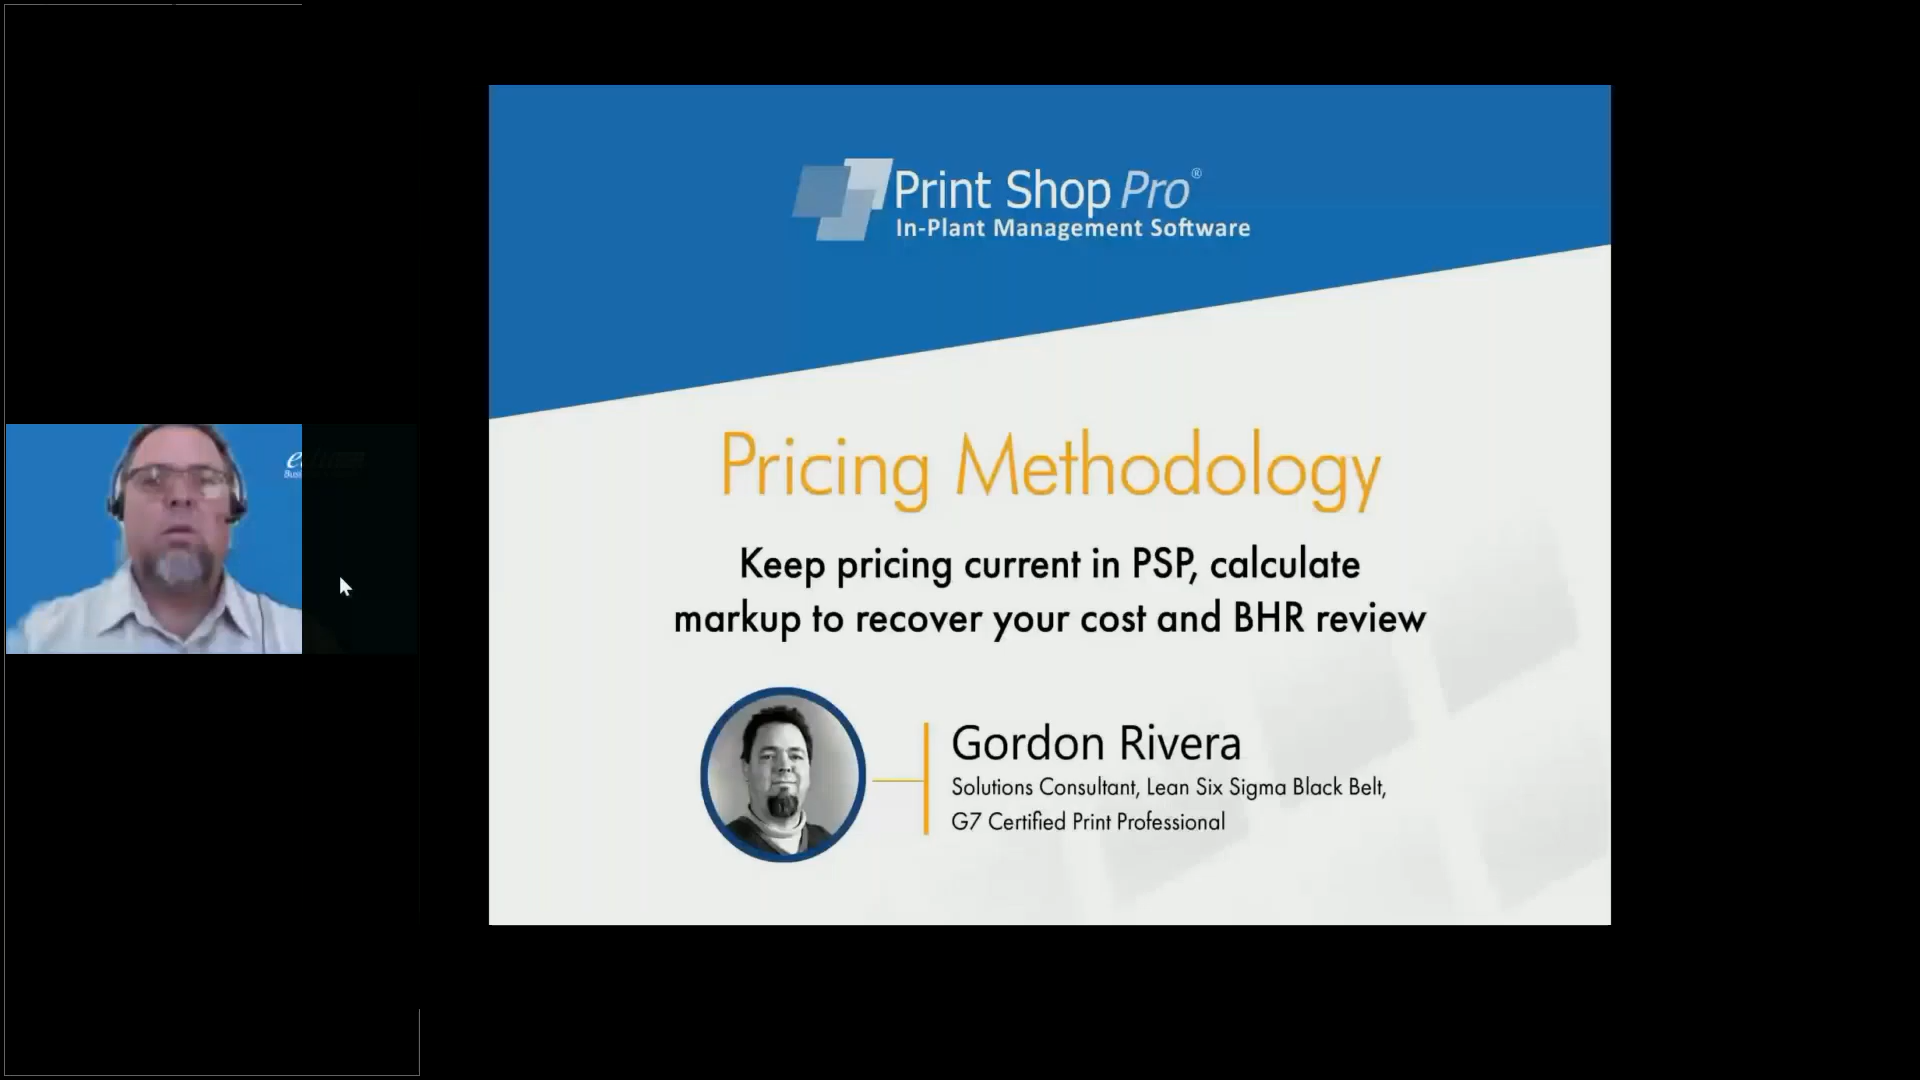 Print Shop Pro®
In-Plant Management Software
Pricing Methodology
Keep pricing current in PSP, calculate
markup to recover your cost and BHR review
Gordon Rivera
Solutions Consultant, Lean Six Sigma Black Belt,
G7 Certified Print Professional